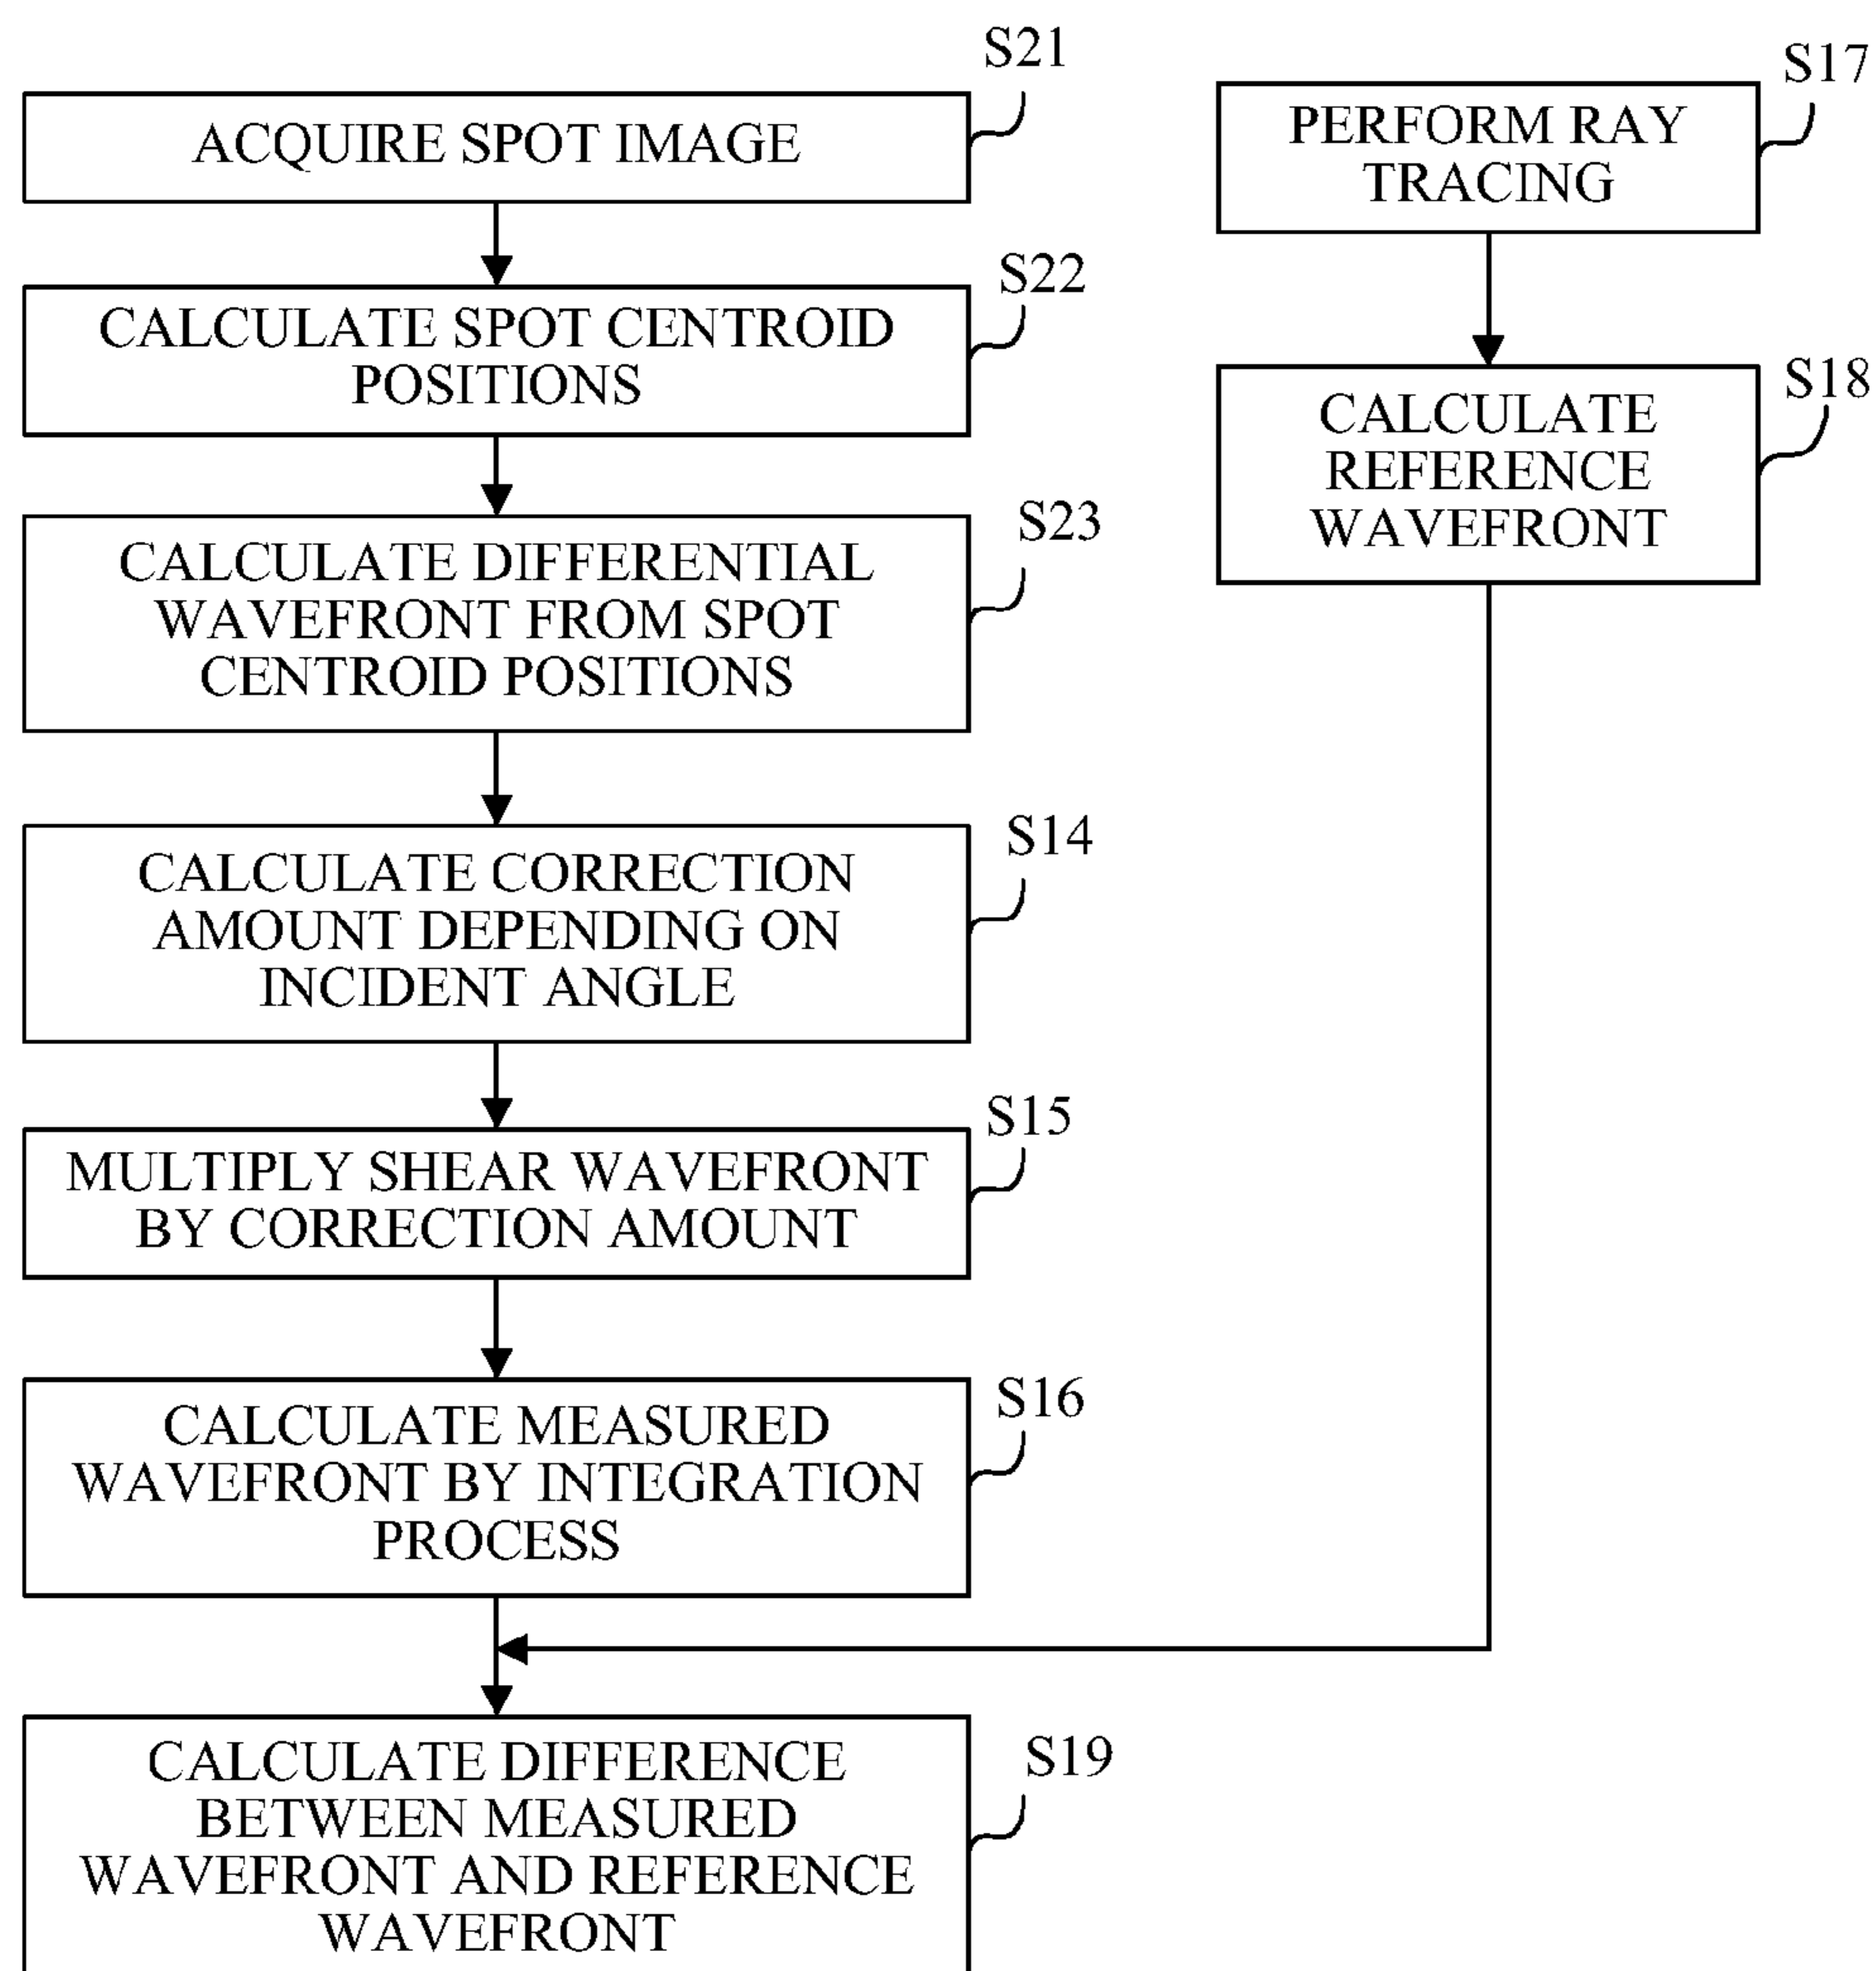 S21
ACQUIRE SPOT IMAGE
S22
CALCULATE SPOT CENTROID
POSITIONS
S23
CALCULATE DIFFERENTIAL
WAVEFRONT FROM SPOT
CENTROID POSITIONS
S14
CALCULATE CORRECTION
AMOUNT DEPENDING ON
INCIDENT ANGLE
S15
MULTIPLY SHEAR WAVEFRONT
BY CORRECTION AMOUNT
S16
CALCULATE MEASURED
WAVEFRONT BY INTEGRATION
PROCESS
S17
PERFORM RAY
TRACING
S18
CALCULATE
REFERENCE
WAVEFRONT
S19
CALCULATE DIFFERENCE
BETWEEN MEASURED
WAVEFRONT AND REFERENCE
WAVEFRONT